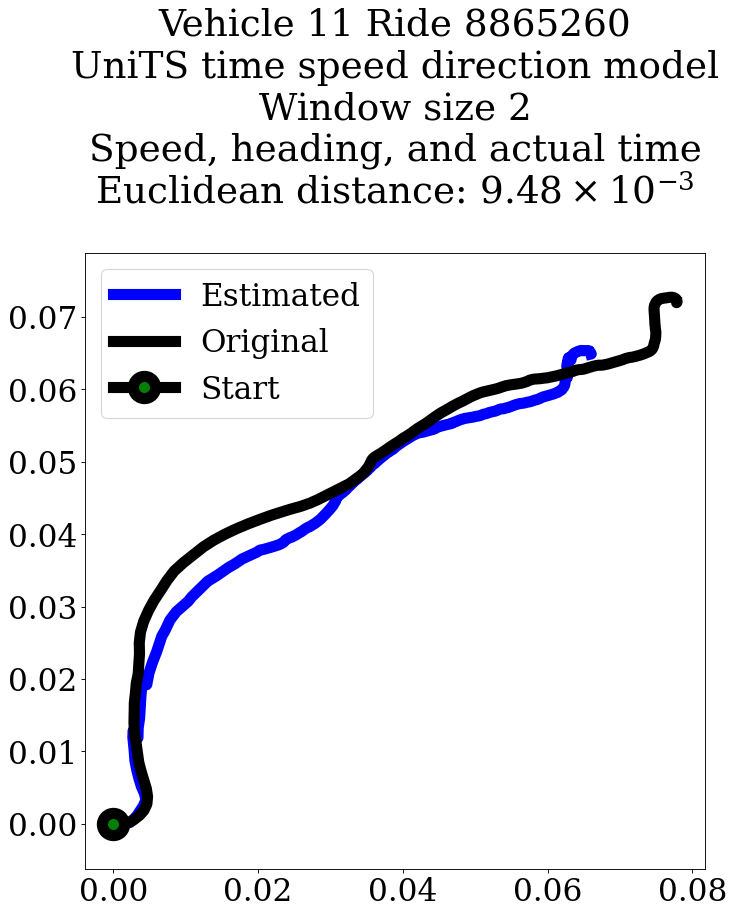 Vehicle 11 Ride 8865260
UniTS time speed direction model
Window size 2
Speed, heading, and actual time
Euclidean distance: 9.48 × 10⁻³
Estimated
Original
Start
0.07
0.06
0.05
0.04
0.03
0.02
0.01
0.00
0.00 0.02 0.04 0.06 0.08